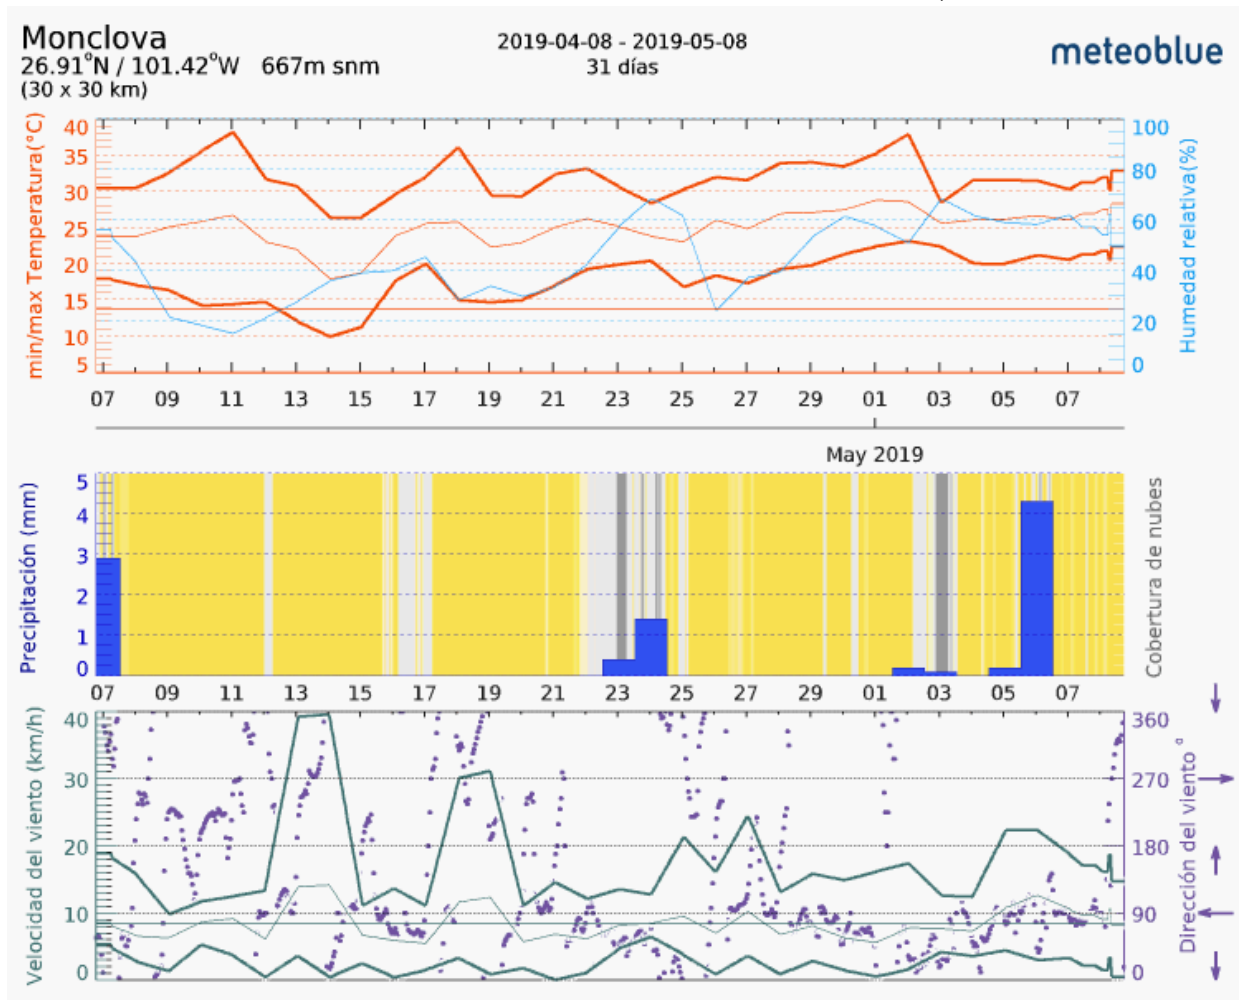 Monclova
2019-04-08 - 2019-05-08
meteoblue
26.91°N / 101.42°W 667m snm
31 días
(30 x 30 km)
min/max Temperatura(°C)
40
35
30
25
20
15
10
5
100
80
60
40
20
0
Humedad relativa(%)
07 09 11 13 15 17 19 21 23 25 27 29 01 03 05 07
May 2019
Precipitación (mm)
5
4
3
2
1
0
Cobertura de nubes
07 09 11 13 15 17 19 21 23 25 27 29 01 03 05 07
Velocidad del viento (km/h)
40
30
20
10
0
360
270
180
90
0
Dirección del viento °